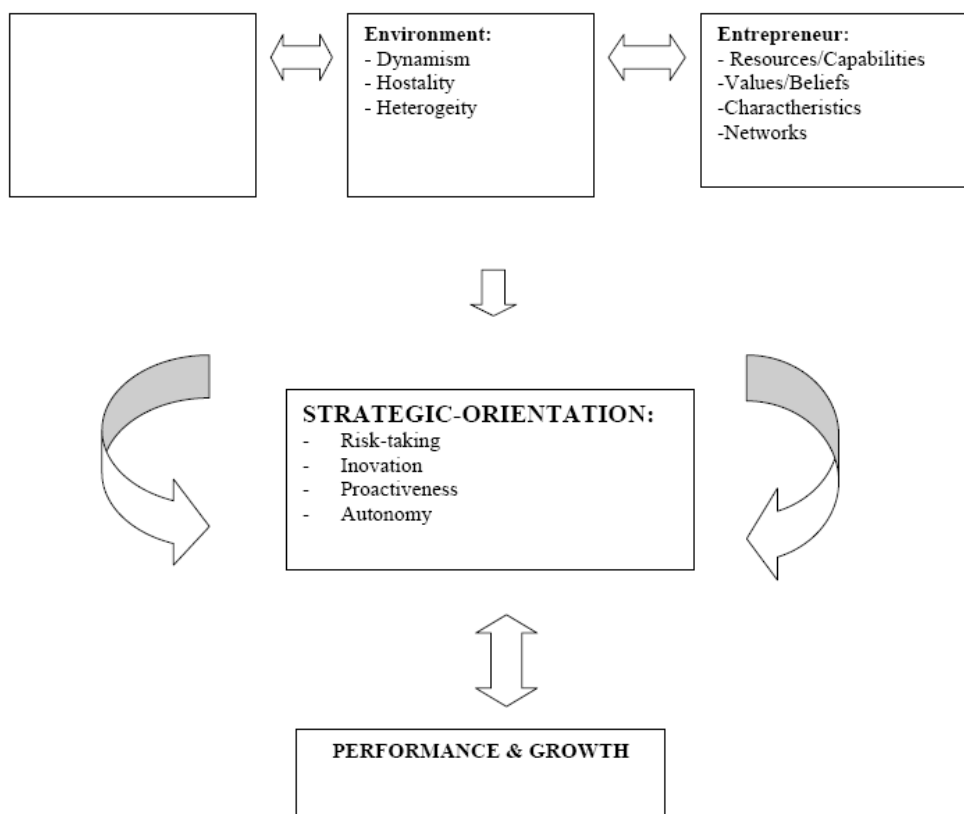 Environment:
- Dynamism
- Hostality
- Heterogeity
Entrepreneur:
- Resources/Capabilities
-Values/Beliefs
-Charactheristics
-Networks
STRATEGIC-ORIENTATION:
- Risk-taking
- Inovation
- Proactiveness
- Autonomy
PERFORMANCE & GROWTH